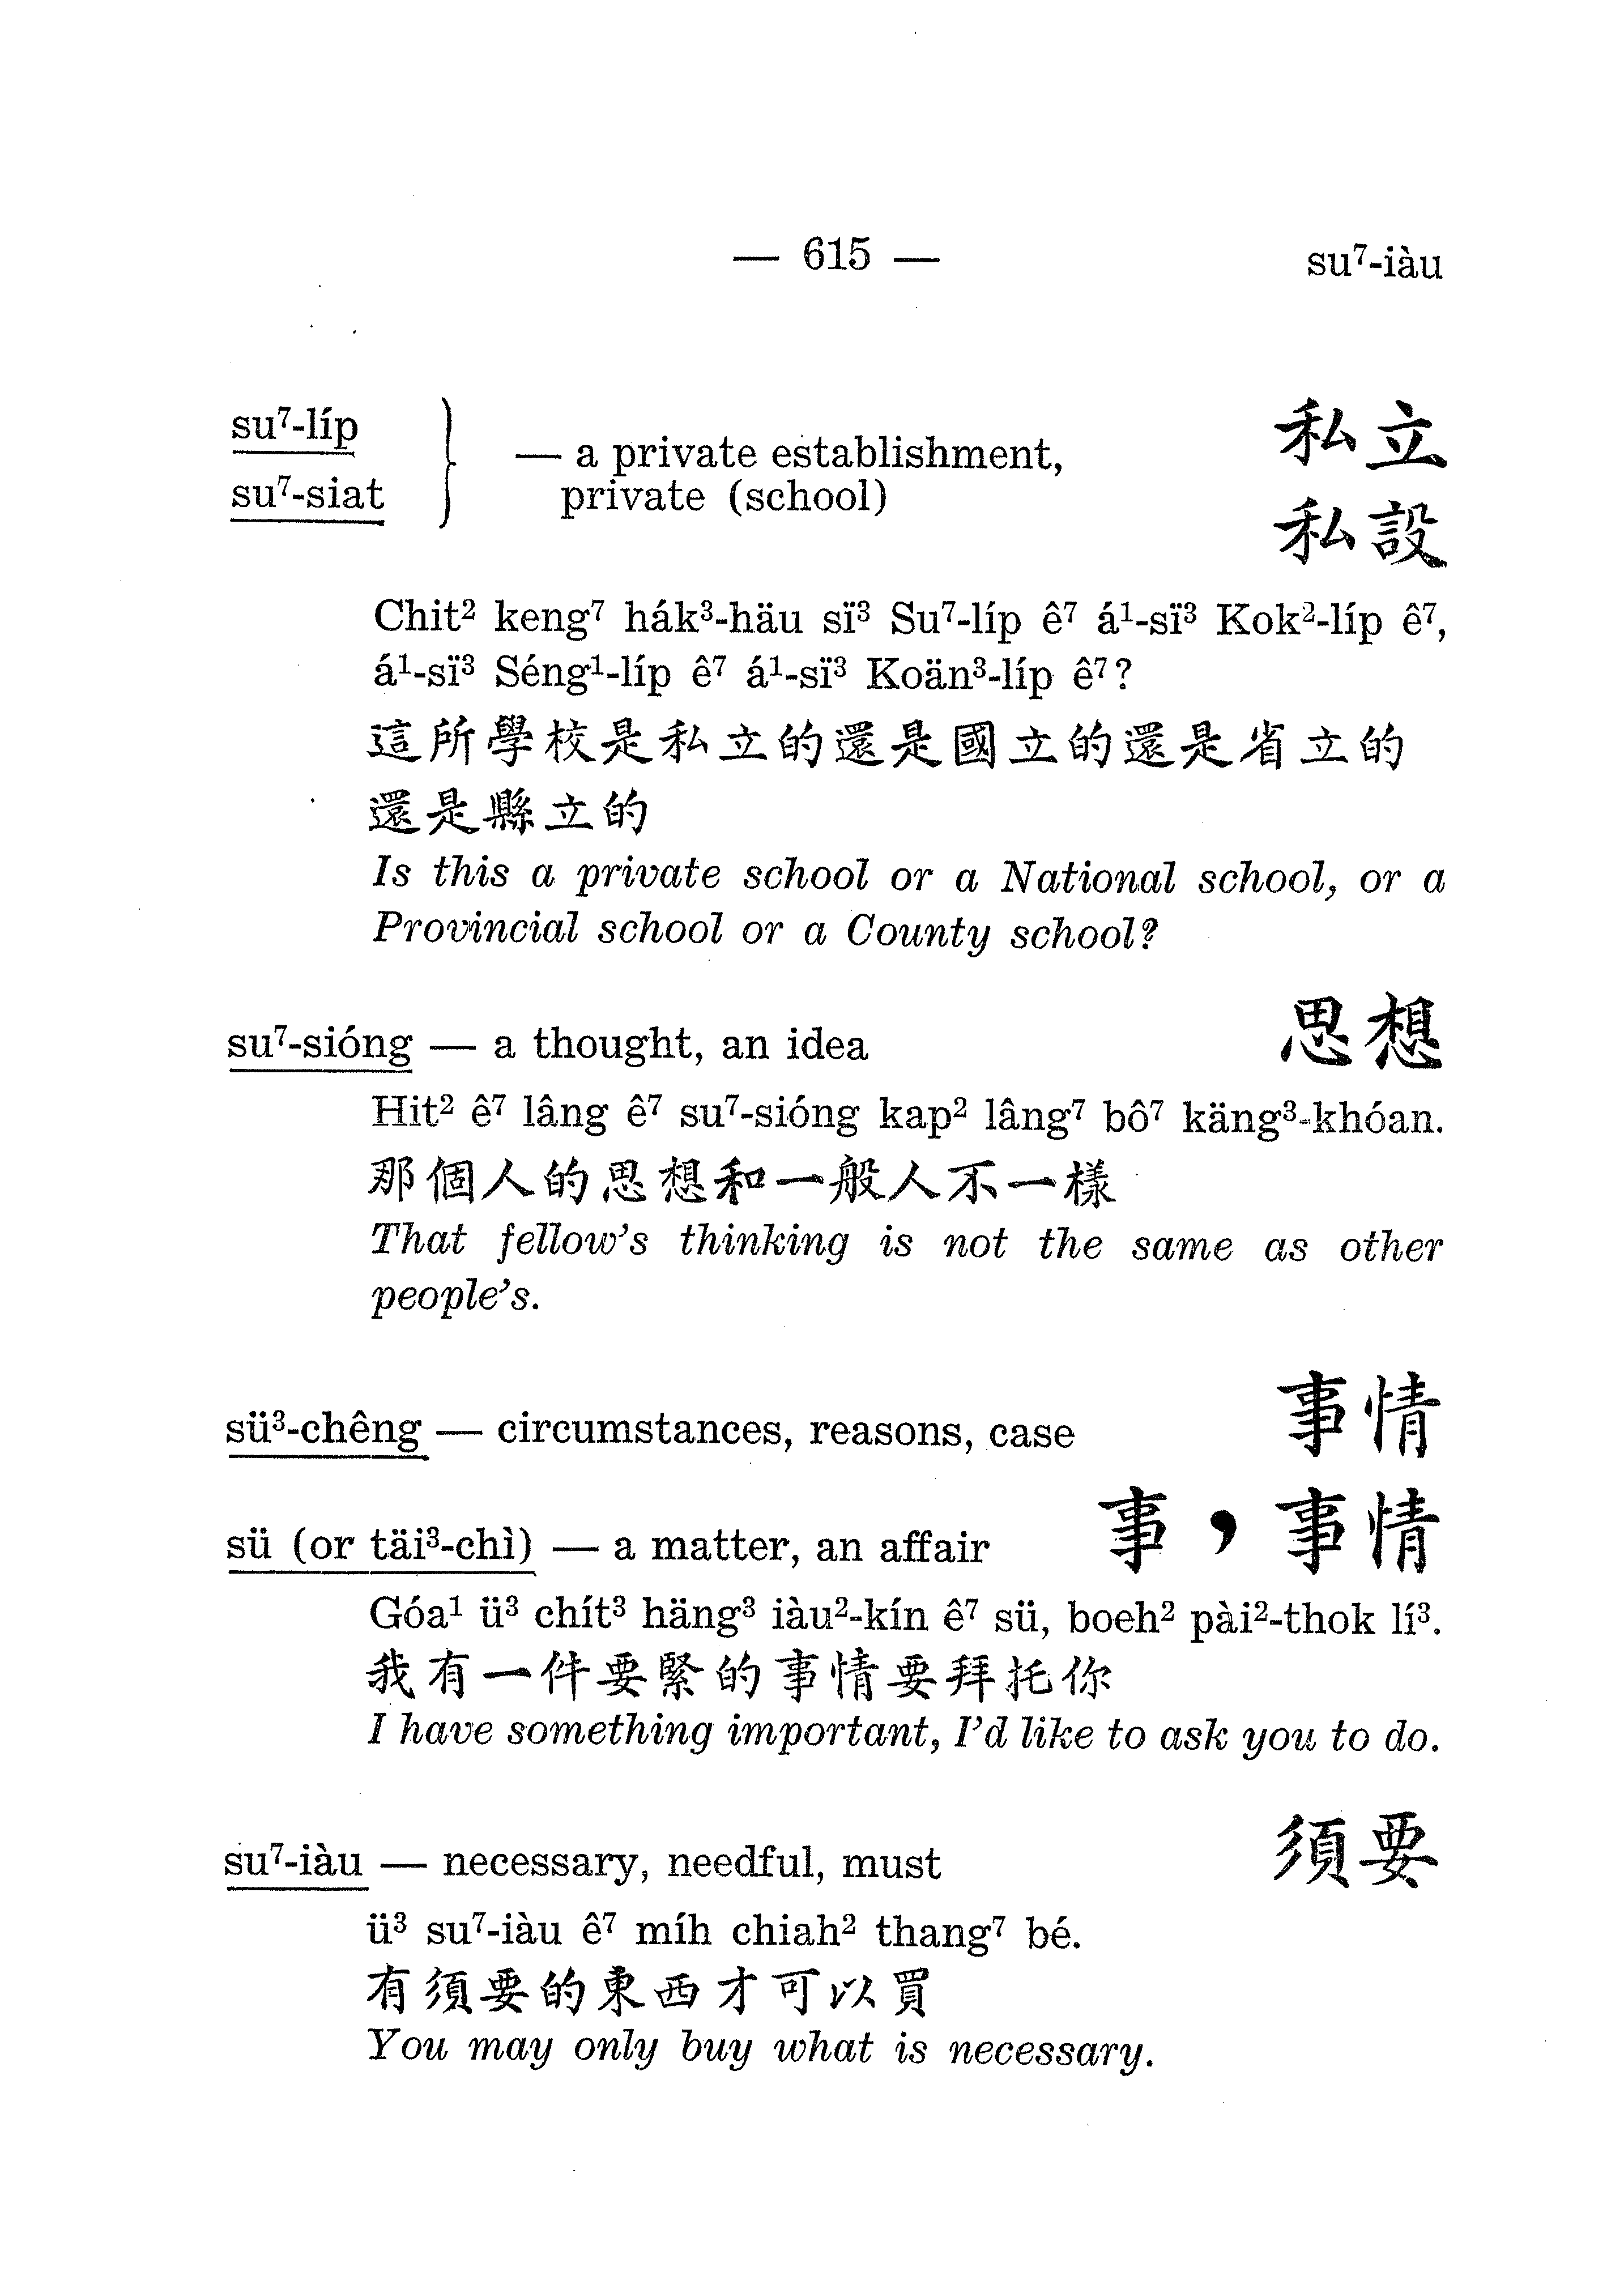 — 615 —
su⁷-iàu
su⁷-líp
su⁷-siat
— a private establishment,
private (school)
私立
私設
Chit² keng⁷ hák³-häu sï³ Su⁷-líp ê⁷ á¹-sï³ Kok²-líp ê⁷,
á¹-sï³ Séng¹-líp ê⁷ á¹-sï³ Koän³-líp ê⁷?
這所學校是私立的還是國立的還是省立的
還是縣立的
Is this a private school or a National school, or a
Provincial school or a County school?
su⁷-sióng — a thought, an idea 思想
Hit² ê⁷ lâng ê⁷ su⁷-sióng kap² lâng⁷ bô⁷ käng³-khóan.
那個人的思想和一般人不一樣
That fellow's thinking is not the same as other
people's.
sü³-chêng — circumstances, reasons, case 事情
sü (or täi³-chì) — a matter, an affair 事，事情
Góa¹ ü³ chít³ häng³ iàu²-kín ê⁷ sü, boeh² pài²-thok lí³.
我有一件要緊的事情要拜托你
I have something important, I'd like to ask you to do.
su⁷-iàu — necessary, needful, must 須要
ü³ su⁷-iàu ê⁷ míh chiah² thang⁷ bé.
有須要的東西才可以買
You may only buy what is necessary.